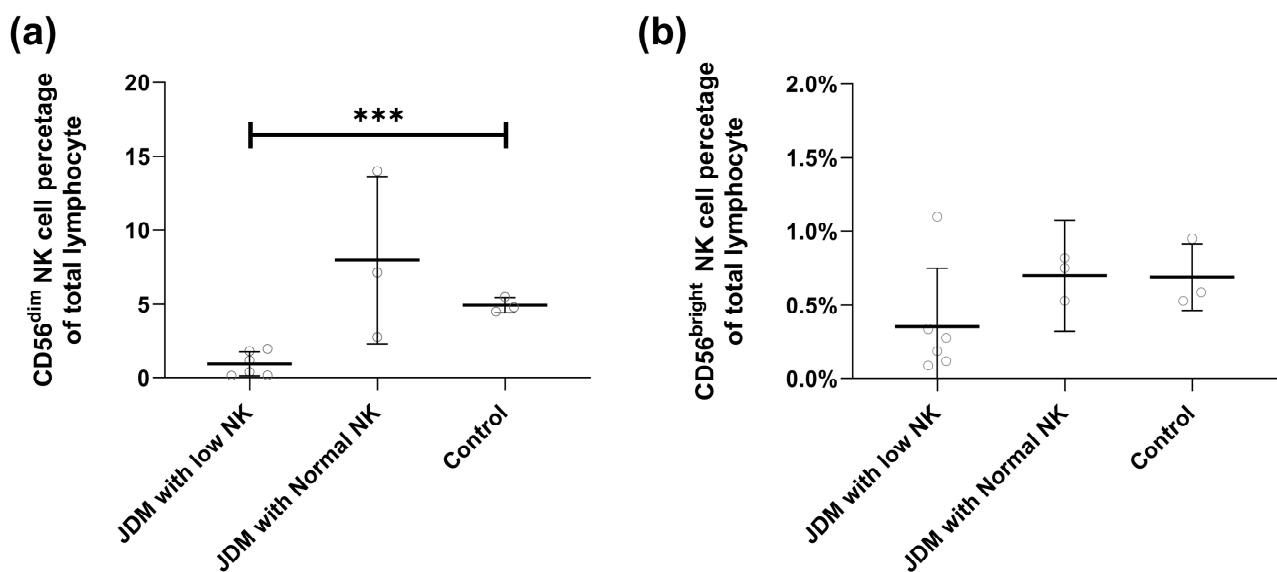 (a)
CD56dim NK cell percetage
of total lymphocyte
20
15
10
5
0
***
JDM with low NK
JDM with Normal NK
Control
(b)
CD56bright NK cell percetage
of total lymphocyte
2.0%
1.5%
1.0%
0.5%
0.0%
JDM with low NK
JDM with Normal NK
Control